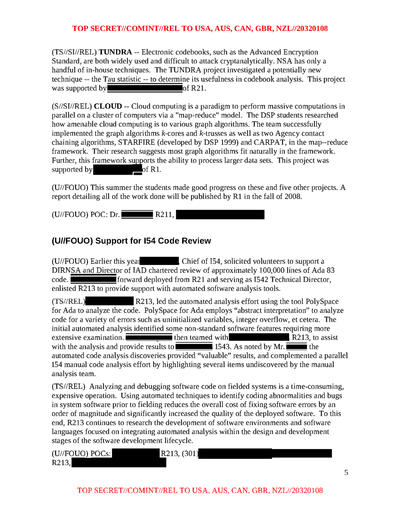 TOP SECRET//COMINT//REL TO USA, AUS, CAN, GBR, NZL//20320108
(TS//SI//REL) TUNDRA -- Electronic codebooks, such as the Advanced Encryption
Standard, are both widely used and difficult to attack cryptanalytically. NSA has only a
handful of in-house techniques. The TUNDRA project investigated a potentially new
technique -- the Tau statistic -- to determine its usefulness in codebook analysis. This project
was supported by of R21.
(S//SI//REL) CLOUD -- Cloud computing is a paradigm to perform massive computations in
parallel on a cluster of computers via a "map-reduce" model. The DSP students researched
how amenable cloud computing is to various graph algorithms. The team successfully
implemented the graph algorithms k-cores and k-trusses as well as two Agency contact
chaining algorithms, STARFIRE (developed by DSP 1999) and CARPAT, in the map--reduce
framework. Their research suggests most graph algorithms fit naturally in the framework.
Further, this framework supports the ability to process larger data sets. This project was
supported by of R1.
(U//FOUO) This summer the students made good progress on these and five other projects. A
report detailing all of the work done will be published by R1 in the fall of 2008.
(U//FOUO) POC: Dr. R211,
(U//FOUO) Support for I54 Code Review
(U//FOUO) Earlier this year , Chief of I54, solicited volunteers to support a
DIRNSA and Director of IAD chartered review of approximately 100,000 lines of Ada 83
code. forward deployed from R21 and serving as I542 Technical Director,
enlisted R213 to provide support with automated software analysis tools.
(TS//REL) R213, led the automated analysis effort using the tool PolySpace
for Ada to analyze the code. PolySpace for Ada employs "abstract interpretation" to analyze
code for a variety of errors such as uninitialized variables, integer overflow, et cetera. The
initial automated analysis identified some non-standard software features requiring more
extensive examination. then teamed with , R213, to assist
with the analysis and provide results to I543. As noted by Mr. the
automated code analysis discoveries provided "valuable" results, and complemented a parallel
I54 manual code analysis effort by highlighting several items undiscovered by the manual
analysis team.
(TS//REL) Analyzing and debugging software code on fielded systems is a time-consuming,
expensive operation. Using automated techniques to identify coding abnormalities and bugs
in system software prior to fielding reduces the overall cost of fixing software errors by an
order of magnitude and significantly increased the quality of the deployed software. To this
end, R213 continues to research the development of software environments and software
languages focused on integrating automated analysis within the design and development
stages of the software development lifecycle.
(U//FOUO) POCs: R213, (301)
R213,
5
TOP SECRET//COMINT//REL TO USA, AUS, CAN, GBR, NZL//20320108